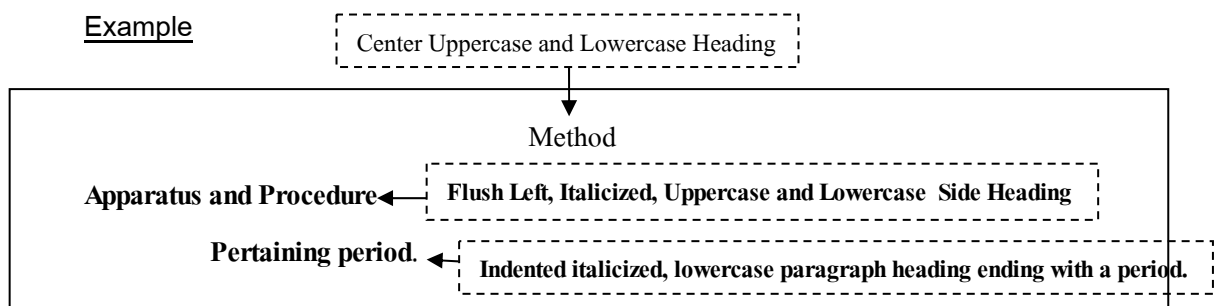 Example
Center Uppercase and Lowercase Heading
Method
Apparatus and Procedure
Flush Left, Italicized, Uppercase and Lowercase Side Heading
Pertaining period.
Indented italicized, lowercase paragraph heading ending with a period.